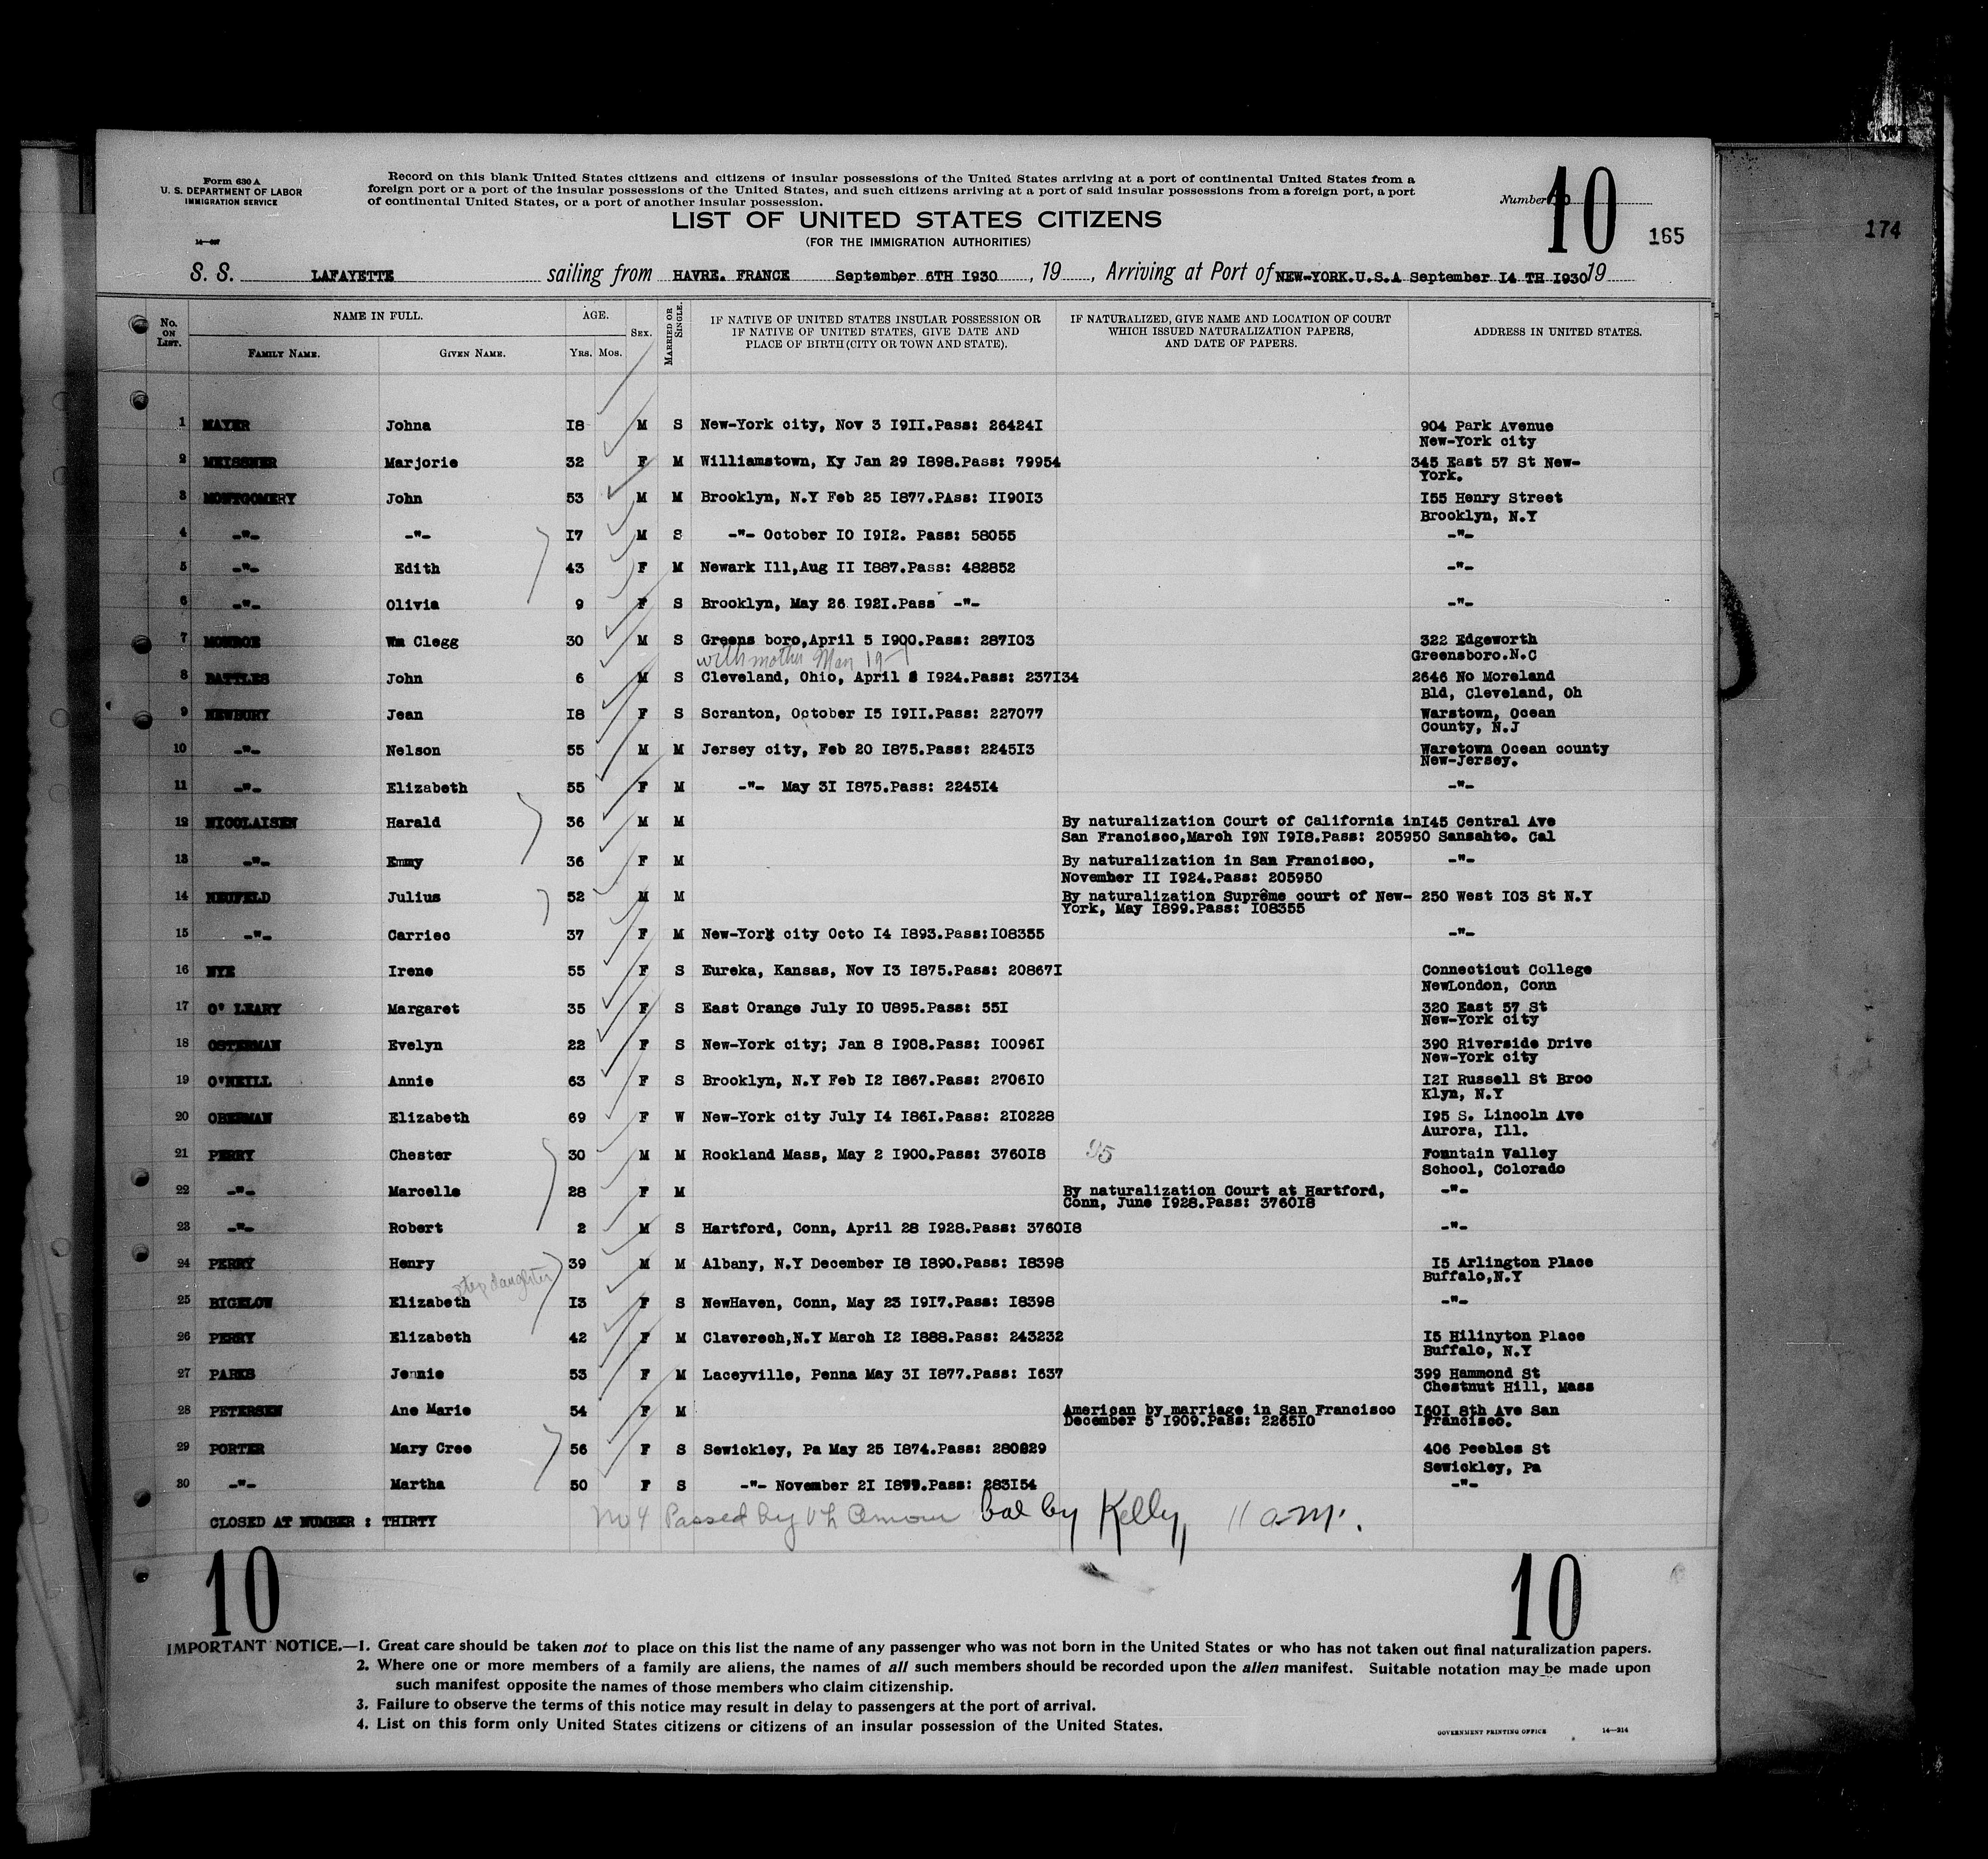 Form 630 A
U. S. DEPARTMENT OF LABOR
IMMIGRATION SERVICE
Record on this blank United States citizens and citizens of insular possessions of the United States arriving at a port of continental United States from a
foreign port or a port of the insular possessions of the United States, and such citizens arriving at a port of said insular possessions from a foreign port, a port
of continental United States, or a port of another insular possession.
Number 10
165
174
LIST OF UNITED STATES CITIZENS
(FOR THE IMMIGRATION AUTHORITIES)
S. S. LAFAYETTE sailing from HAVRE. FRANCE September 6TH I930, 19 , Arriving at Port of NEW-YORK.U.S.A September I4 TH I930 19
No. ON LIST. NAME IN FULL. FAMILY NAME. GIVEN NAME. AGE. YRS. MOS. SEX. MARRIED OR SINGLE. IF NATIVE OF UNITED STATES INSULAR POSSESSION OR IF NATIVE OF UNITED STATES, GIVE DATE AND PLACE OF BIRTH (CITY OR TOWN AND STATE). IF NATURALIZED, GIVE NAME AND LOCATION OF COURT WHICH ISSUED NATURALIZATION PAPERS, AND DATE OF PAPERS. ADDRESS IN UNITED STATES.
1 MAYER Johna I8 M S New-York city, Nov 3 I9II.Pass: 26424I 904 Park Avenue
New-York city
2 MEISSNER Marjorie 32 F M Williamstown, Ky Jan 29 I898.Pass: 79954 345 East 57 St New-
York.
3 MONTGOMERY John 53 M M Brooklyn, N.Y Feb 25 I877.PAss: II90I3 I55 Henry Street
Brooklyn, N.Y
4 -"- -"- I7 M S -"- October IO I9I2. Pass: 58055 -"-
5 -"- Edith 43 F M Newark Ill,Aug II I887.Pass: 482852 -"-
6 -"- Olivia 9 F S Brooklyn, May 26 I92I.Pass -"- -"-
7 MONROE Wm Clegg 30 M S Greens boro,April 5 I900.Pass: 287I03 322 Edgeworth
Greensboro.N.C
with mother Man 19-7
8 BATTLES John 6 M S Cleveland, Ohio, April 8 I924.Pass: 237I34 2646 No Moreland
Bld, Cleveland, Oh
9 NEWBURY Jean I8 F S Scranton, October I5 I9II.Pass: 227077 Warstown, Ocean
County, N.J
10 -"- Nelson 55 M M Jersey city, Feb 20 I875.Pass: 2245I3 Waretown Ocean county
New-Jersey.
11 -"- Elizabeth 55 F M -"- May 3I I875.Pass: 2245I4 -"-
12 NICOLAISEN Harald 36 M M By naturalization Court of California in I45 Central Ave
San Francisco,March I9N I9I8.Pass: 205950 Sansahto. Cal
13 -"- Emmy 36 F M By naturalization in San Francisco, -"-
November II I924.Pass: 205950
14 NEUFELD Julius 52 M M By naturalization Suprême court of New- 250 West I03 St N.Y
York, May I899.Pass: I08355
15 -"- Carriec 37 F M New-York city Octo I4 I893.Pass:I08355 -"-
16 NYE Irene 55 F S Eureka, Kansas, Nov I3 I875.Pass: 20867I Connecticut College
NewLondon, Conn
17 O' LEARY Margaret 35 F S East Orange July IO U895.Pass: 55I 320 East 57 St
New-York city
18 OSTERMAN Evelyn 22 F S New-York city; Jan 8 I908.Pass: I0096I 390 Riverside Drive
New-York city
19 O'NEILL Annie 63 F S Brooklyn, N.Y Feb I2 I867.Pass: 2706I0 I2I Russell St Broo
Klyn, N.Y
20 OBERMAN Elizabeth 69 F W New-York city July I4 I86I.Pass: 2I0228 I95 S. Lincoln Ave
Aurora, Ill.
21 PERRY Chester 30 M M Rockland Mass, May 2 I900.Pass: 3760I8 95 Fountain Valley
School, Colorado
22 -"- Marcelle 28 F M By naturalization Court at Hartford, -"-
Conn, June I928.Pass: 3760I8
23 -"- Robert 2 M S Hartford, Conn, April 28 I928.Pass: 3760I8 -"-
24 PERRY Henry 39 M M Albany, N.Y December I8 I890.Pass: I8398 I5 Arlington Place
Buffalo,N.Y
step daughter
25 BIGELOW Elizabeth I3 F S NewHaven, Conn, May 23 I9I7.Pass: I8398 -"-
26 PERRY Elizabeth 42 F M Claverech,N.Y March I2 I888.Pass: 243232 I5 Hilinyton Place
Buffalo, N.Y
27 PARKS Jennie 53 F M Laceyville, Penna May 3I I877.Pass: I637 399 Hammond St
Chestnut Hill, Mass
28 PETERSEN Ane Marie 54 F M American by marriage in San Francisco I60I 8th Ave San
December 5 I909.Pass: 2265I0 Francisco.
29 PORTER Mary Cree 56 F S Sewickley, Pa May 25 I874.Pass: 280829 406 Peebles St
Sewickley, Pa
30 -"- Martha 50 F S -"- November 2I I899.Pass: 283I54 -"-
CLOSED AT NUMBER : THIRTY No 4 Passed by bal by Kelly, 11 am.
10 10
IMPORTANT NOTICE.—1. Great care should be taken not to place on this list the name of any passenger who was not born in the United States or who has not taken out final naturalization papers.
2. Where one or more members of a family are aliens, the names of all such members should be recorded upon the alien manifest. Suitable notation may be made upon
such manifest opposite the names of those members who claim citizenship.
3. Failure to observe the terms of this notice may result in delay to passengers at the port of arrival.
4. List on this form only United States citizens or citizens of an insular possession of the United States.
GOVERNMENT PRINTING OFFICE 14—314